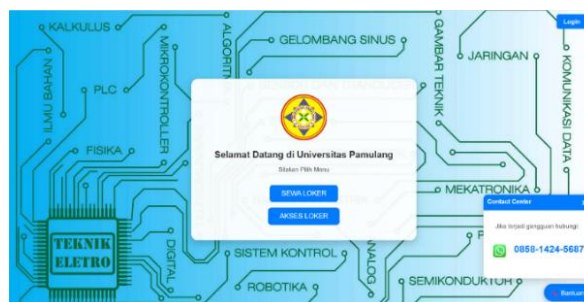 KALKULUS
ALGORITM
GELOMBANG SINUS
GAMBAR TEKNIK
JARINGAN
Login
KOMUNIKASI DATA
ILMU BAHAN
PLC
MIKROKONTROLLER
FISIKA
Selamat Datang di Universitas Pamulang
Silakan Pilih Menu
SEWA LOKER
AKSES LOKER
MEKATRONIKA
Contact Center
Jika terjadi gangguan hubungi:
0858-1424-5687
TEKNIK
ELETRO
DIGITAL
SISTEM KONTROL
ANALOG
ROBOTIKA
SEMIKONDUKTOR
Bantuan